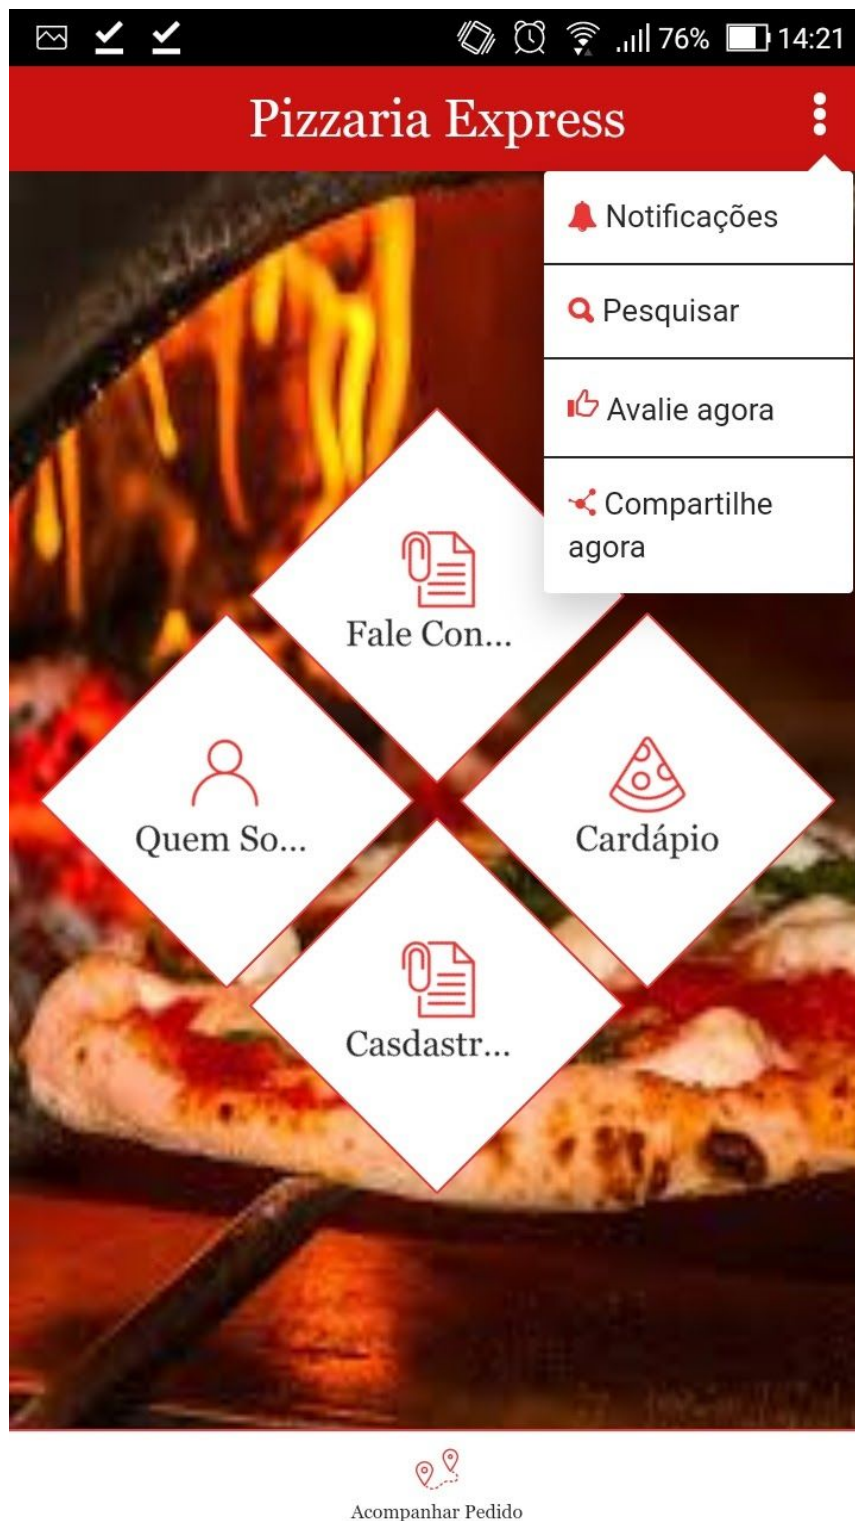 76% 14:21
Pizzaria Express
Notificações
Pesquisar
Avalie agora
Compartilhe
agora
Fale Con...
Quem So...
Cardápio
Casdastr...
Acompanhar Pedido